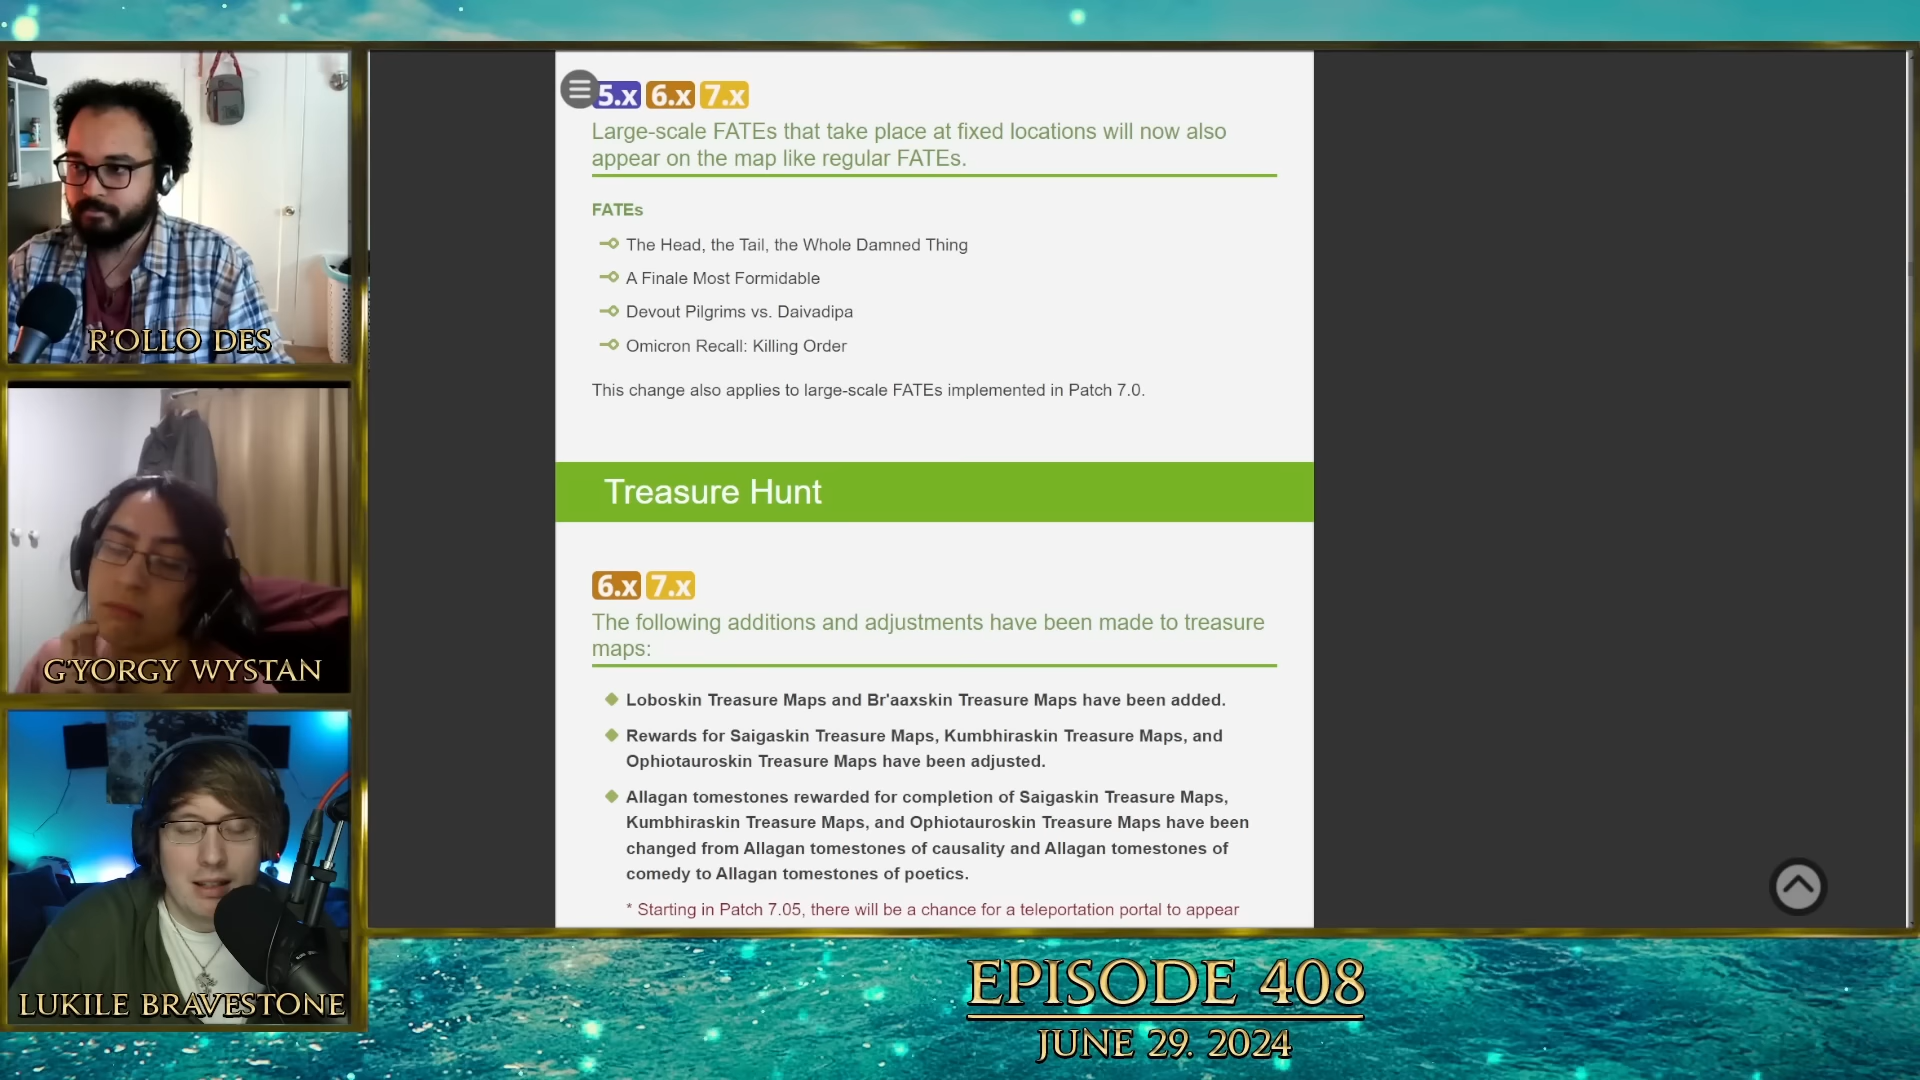 R'OLLO DES
G'YORGY WYSTAN
LUKILE BRAVESTONE
5.x 6.x 7.x
Large-scale FATEs that take place at fixed locations will now also
appear on the map like regular FATEs.
FATEs
The Head, the Tail, the Whole Damned Thing
A Finale Most Formidable
Devout Pilgrims vs. Daivadipa
Omicron Recall: Killing Order
This change also applies to large-scale FATEs implemented in Patch 7.0.
Treasure Hunt
6.x 7.x
The following additions and adjustments have been made to treasure
maps:
Loboskin Treasure Maps and Br'aaxskin Treasure Maps have been added.
Rewards for Saigaskin Treasure Maps, Kumbhiraskin Treasure Maps, and
Ophiotauroskin Treasure Maps have been adjusted.
Allagan tomestones rewarded for completion of Saigaskin Treasure Maps,
Kumbhiraskin Treasure Maps, and Ophiotauroskin Treasure Maps have been
changed from Allagan tomestones of causality and Allagan tomestones of
comedy to Allagan tomestones of poetics.
* Starting in Patch 7.05, there will be a chance for a teleportation portal to appear
EPISODE 408
JUNE 29. 2024